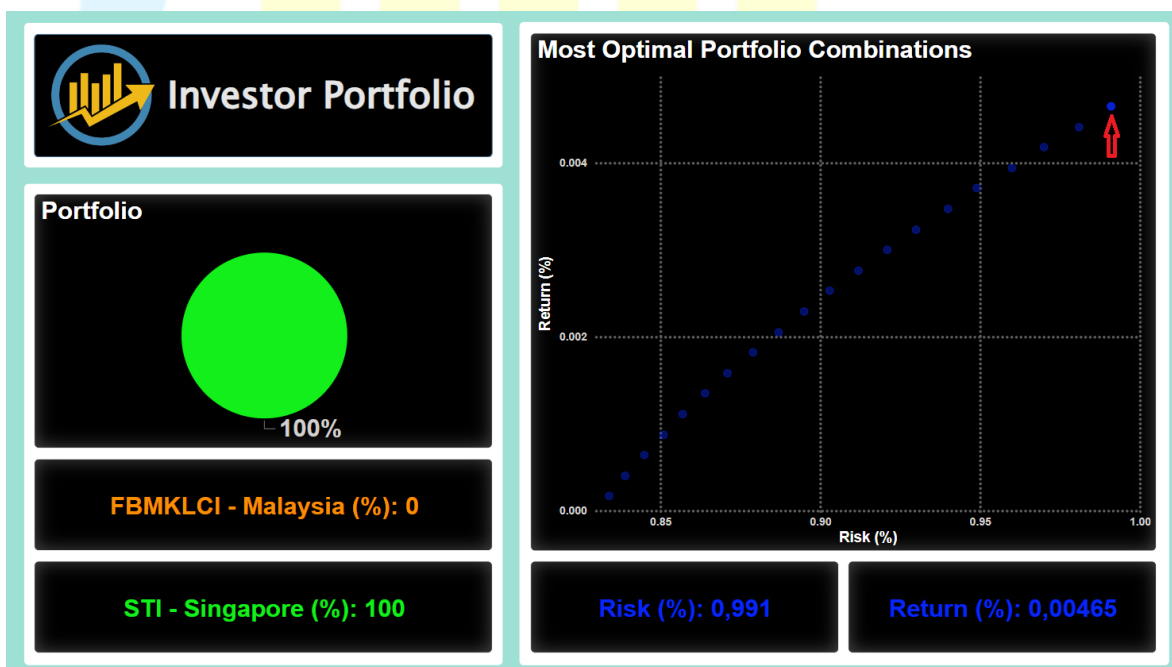 Investor Portfolio
Portfolio
100%
FBMKLCI - Malaysia (%): 0
STI - Singapore (%): 100
Most Optimal Portfolio Combinations
Return (%)
0.004
0.002
0.000
0.85
0.90
0.95
1.00
Risk (%)
Risk (%): 0,991
Return (%): 0,00465